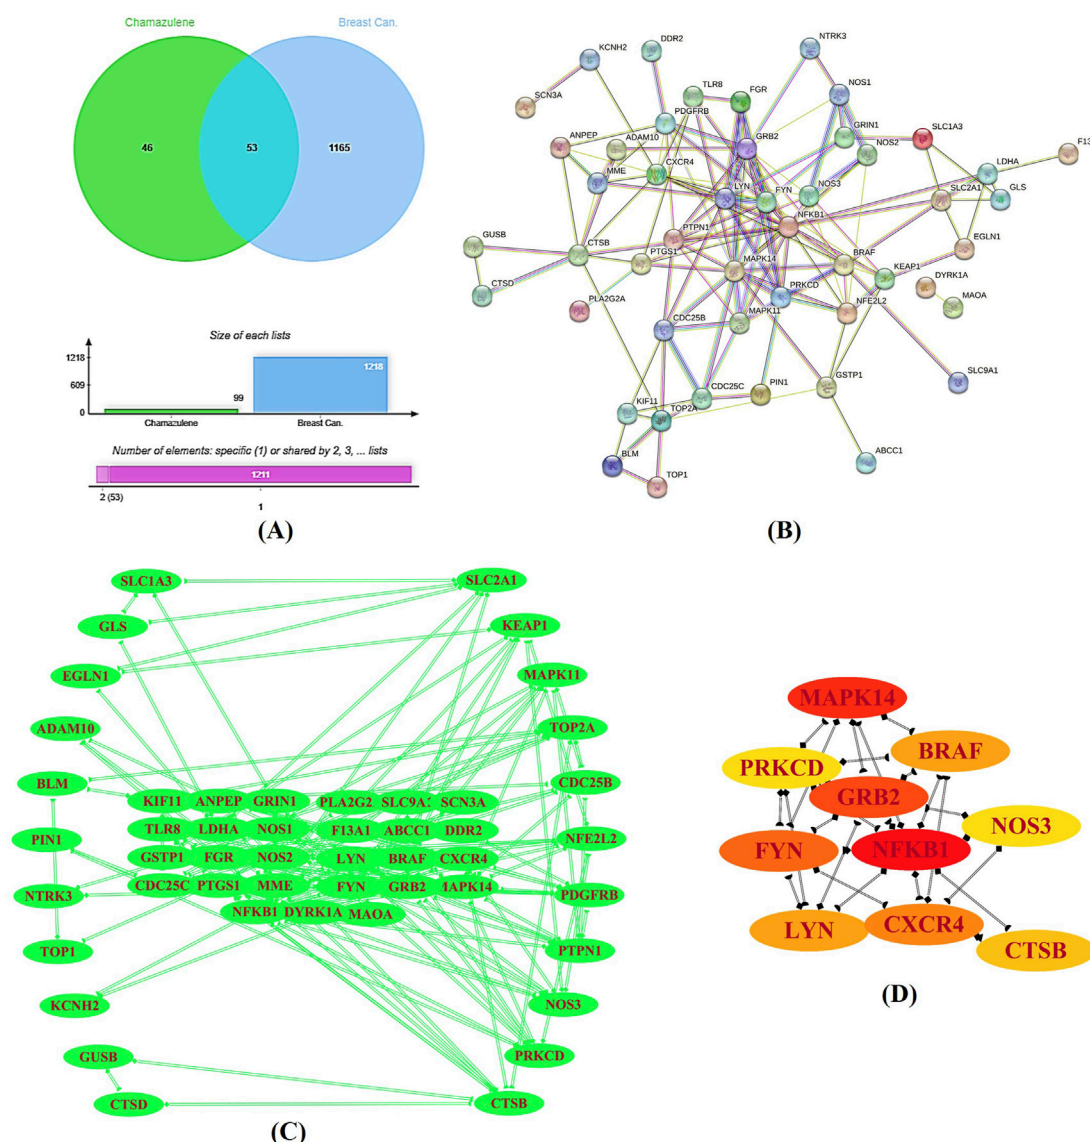 Chamazulene
Breast Can.
46
53
1165
Size of each lists
1218
1218
609
99
0
Chamazulene
Breast Can.
Number of elements: specific (1) or shared by 2, 3, ... lists
1211
2 (53)
1
(A)
NTRK3
DDR2
KCNH2
TLR8
FGR
NOS1
SCN3A
PDGFRB
GRB2
GRIN1
SLC1A3
ANPEP
ADAM10
NOS2
F13
CXCR4
LDHA
MME
LYN
FYN
NOS3
SLC2A1
GLS
NFKB1
PTPN1
GUSB
CTSB
EGLN1
PTGS1
BRAF
MAPK14
KEAP1
CTSD
PRKCD
DYRK1A
PLA2G2A
NFE2L2
MAOA
CDC25B
MAPK11
SLC9A1
CDC25C
PIN1
GSTP1
KIF11
TOP2A
BLM
ABCC1
TOP1
(B)
SLC1A3
SLC2A1
GLS
KEAP1
EGLN1
MAPK11
ADAM10
TOP2A
BLM
CDC25B
KIF11
ANPEP
GRIN1
PLA2G2
SCN3A
PIN1
TLR8
LDHA
NOS1
F13A1
ABCC1
DDR2
NFE2L2
GSTP1
FGR
NOS2
LYN
BRAF
CXCR4
NTRK3
CDC25C
PTGS1
MME
FYN
GRB2
MAPK14
PDGFRB
NFKB1
DYRK1A
MAOA
TOP1
PTPN1
KCNH2
NOS3
GUSB
PRKCD
CTSD
CTSB
(C)
MAPK14
BRAF
PRKCD
GRB2
NOS3
FYN
NFKB1
LYN
CXCR4
CTSB
(D)